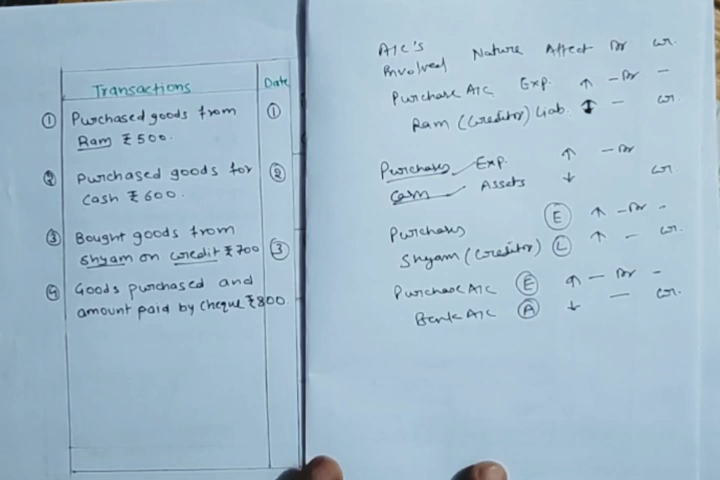 Transactions Date
① Purchased goods from ①
Ram ₹500.
② Purchased goods for ②
Cash ₹600.
③ Bought goods from
Shyam on credit ₹700 ③
④ Goods purchased and
amount paid by cheque ₹800.
A/C's
Involved Nature Affect Dr Cr.
Purchase A/C Exp. ↑ - Dr -
Ram (Creditor) Liab. ↑ - Cr.
Purchases Exp. ↑ - Dr
Cash Assets ↓ Cr.
Purchases Ⓔ ↑ - Dr -
Shyam (Creditor) Ⓛ ↑ - Cr.
Purchase A/C Ⓔ ↑ - Dr -
Bank A/C Ⓐ ↓ - Cr.